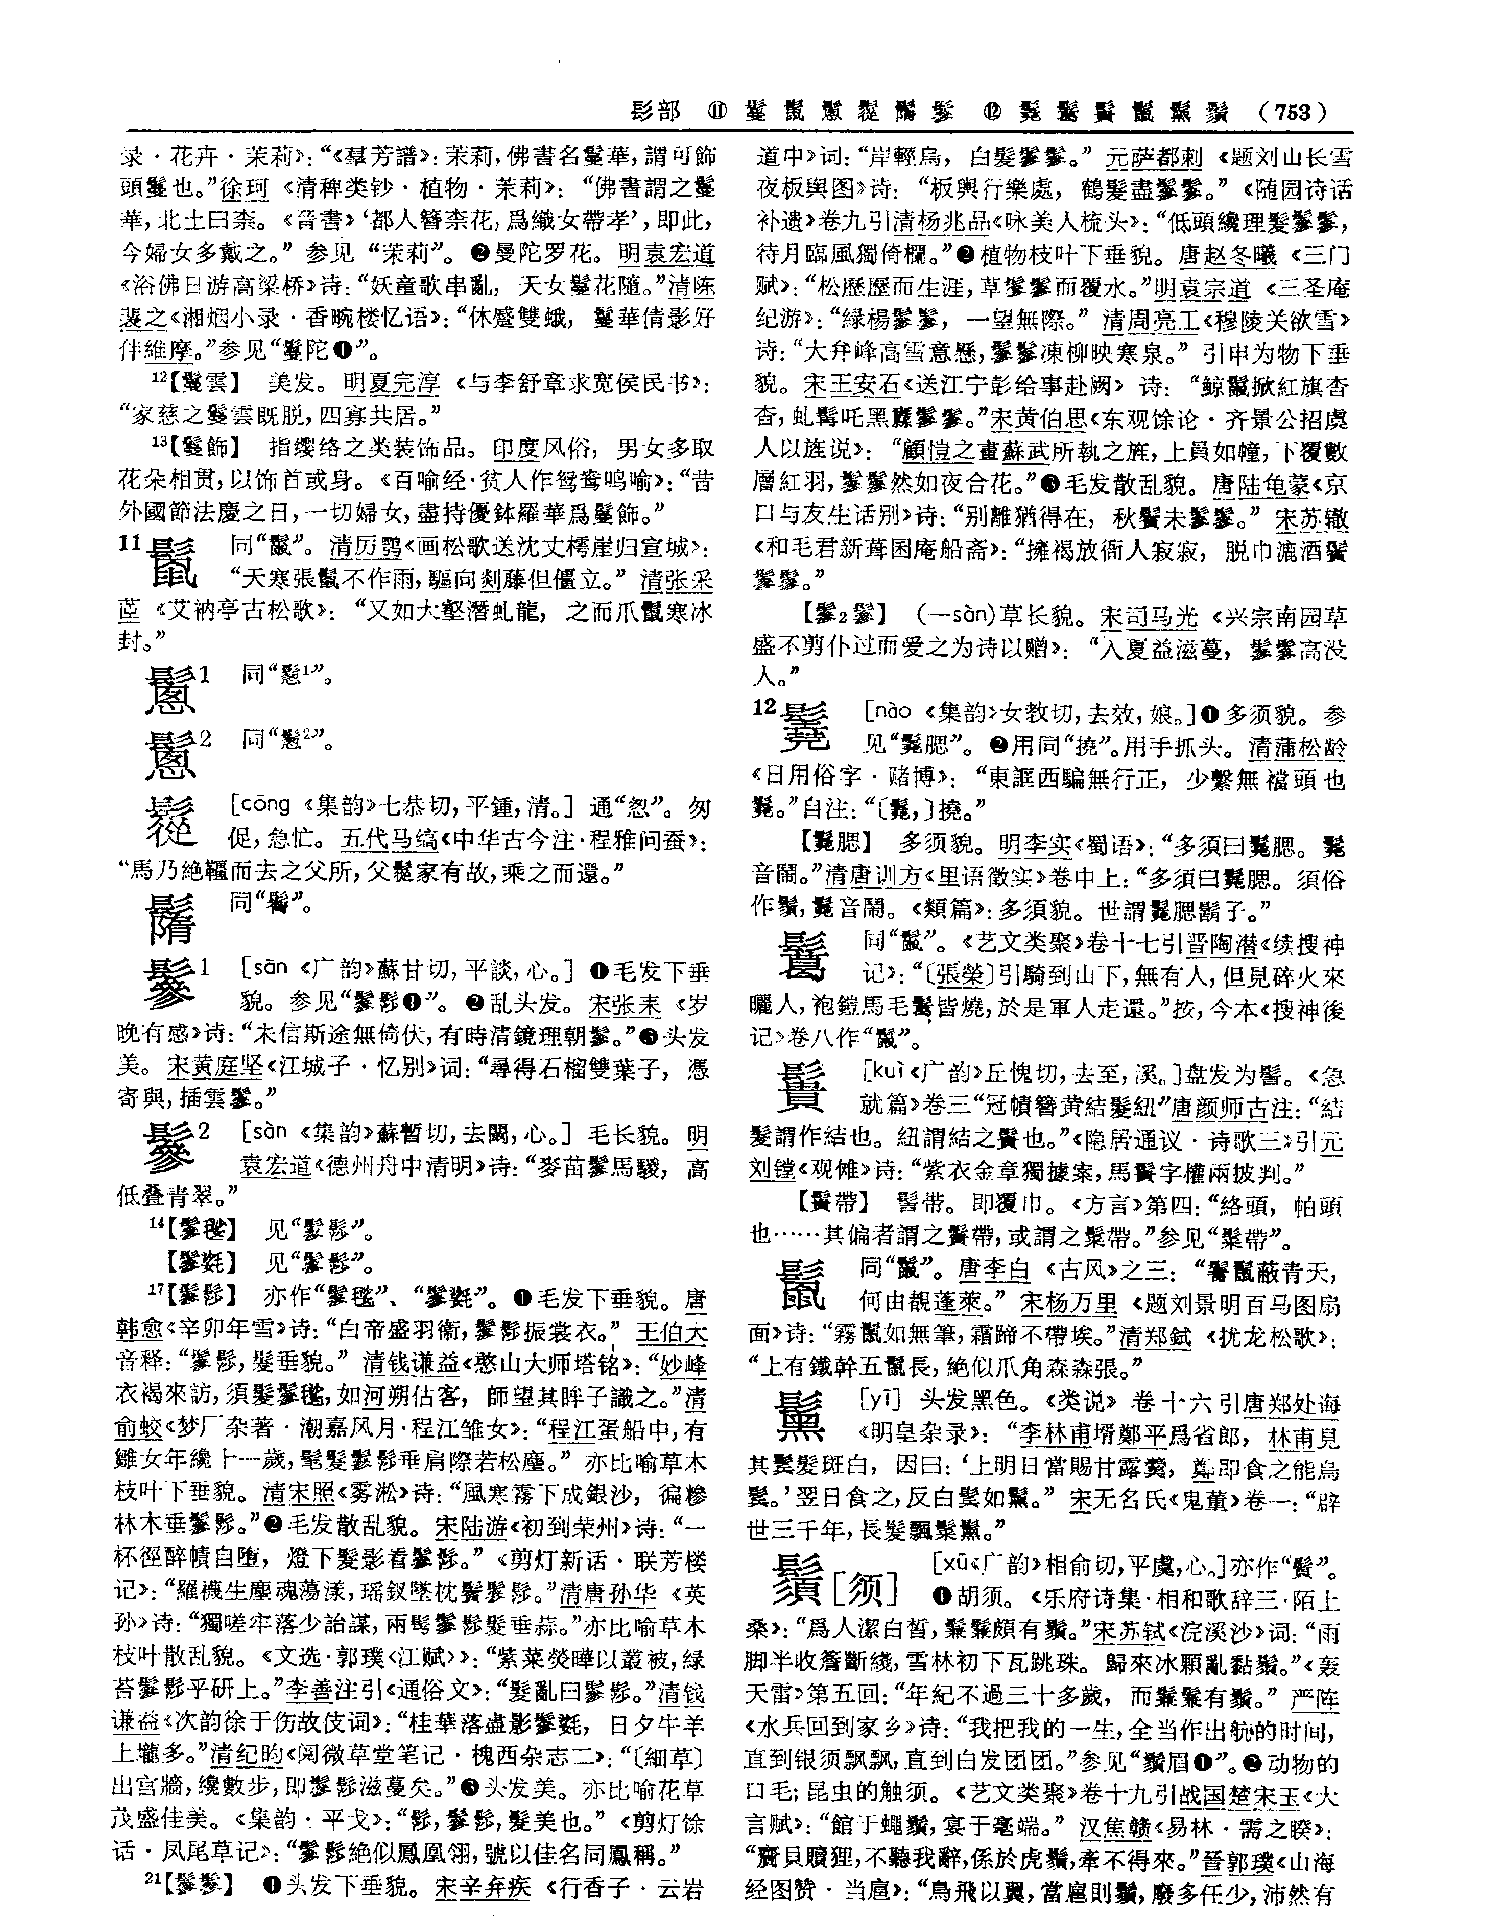 髟部 ⑪ 鬘 鬣 鬉 鬖 ⑫ 鬚 (753)
录·花卉·茉莉》：“《羣芳譜》：茉莉，佛書名鬘華，謂可飾
頭鬘也。”徐珂《清稗类钞·植物·茉莉》：“佛書謂之鬘
華，北土曰柰。《晉書》‘都人簪柰花，爲織女帶孝’，即此，
今婦女多戴之。”参见“茉莉”。❷曼陀罗花。明袁宏道
《浴佛日游高梁桥》诗：“妖童歌串亂，天女鬘花隨。”清陈
裴之《湘烟小录·香畹楼忆语》：“休蹙雙蛾，鬘華倩影好
伴維摩。”参见“鬘陀❶”。
12【鬘雲】 美发。明夏完淳《与李舒章求宽侯民书》：
“家慈之鬘雲既脱，四寡共居。”
13【鬘飾】 指缨络之类装饰品。印度风俗，男女多取
花朵相贯，以饰首或身。《百喻经·贫人作鸳鸯鸣喻》：“昔
外國節法慶之日，一切婦女，盡持優鉢羅華爲鬘飾。”
11 同“鬣”。清厉鹗《画松歌送沈丈樗崖归宣城》：
“天寒張鬣不作雨，驅向剡藤但僵立。”清张采
茝《艾衲亭古松歌》：“又如大壑潛虬龍，之而爪鬣寒冰
封。”
1 同“鬆1”。
2 同“鬆2”。
[cōng《集韵》七恭切，平鍾，清。] 通“怱”。匆
促，急忙。五代马缟《中华古今注·程雅问蚕》：
“馬乃絶韁而去之父所，父家有故，乘之而還。”
同“鬌”。
鬖1 [sān《广韵》蘇甘切，平談，心。] ❶毛发下垂
貌。参见“鬖髿❶”。❷乱头发。宋张耒《岁
晚有感》诗：“未信斯途無倚伏，有時清鏡理朝鬖。”❸头发
美。宋黄庭坚《江城子·忆别》词：“尋得石榴雙葉子，憑
寄與，插雲鬖。”
鬖2 [sàn《集韵》蘇暫切，去闞，心。] 毛长貌。明
袁宏道《德州舟中清明》诗：“麥苗鬖馬騣，高
低叠青翠。”
14【鬖毿】 见“鬖髿”。
【鬖】 见“鬖髿”。
17【鬖髿】 亦作“鬖”、“鬖”。❶毛发下垂貌。唐
韩愈《辛卯年雪》诗：“白帝盛羽衛，鬖髿振裳衣。”王伯大
音释：“鬖髿，髮垂貌。”清钱谦益《憨山大师塔铭》：“妙峰
衣褐來訪，須髮鬖，如河朔估客，師望其眸子識之。”清
俞蛟《梦厂杂著·潮嘉风月·程江雏女》：“程江蛋船中，有
雛女年纔十一歲，髦髮鬖髿垂肩際若松塵。”亦比喻草木
枝叶下垂貌。清宋照《雾凇》诗：“風寒霧下成銀沙，徧糝
林木垂鬖髿。”❷毛发散乱貌。宋陆游《初到荣州》诗：“一
杯徑醉幘自墮，燈下髮影看鬖髿。”《剪灯新话·联芳楼
记》：“羅襪生塵魂蕩漾，瑶釵墜枕鬢鬖髿。”清唐孙华《英
孙》诗：“獨嗟牢落少詒謀，兩髩鬖髿髮垂蒜。”亦比喻草木
枝叶散乱貌。《文选·郭璞〈江赋〉》：“紫菜熒曄以叢被，緑
苔鬖髿乎研上。”李善注引《通俗文》：“髮亂曰鬖髿。”清钱
谦益《次韵徐于伤故伎词》：“桂華落盡影鬖，日夕牛羊
上壠多。”清纪昀《阅微草堂笔记·槐西杂志二》：“〔細草〕
出宫牆，纔數步，即鬖髿滋蔓矣。”❸头发美。亦比喻花草
茂盛佳美。《集韵·平戈》：“髿，鬖髿，髮美也。”《剪灯馀
话·凤尾草记》：“鬖髿絶似鳳凰翎，號以佳名同鳳稱。”
21【鬖鬖】 ❶头发下垂貌。宋辛弃疾《行香子·云岩
道中》词：“岸輕烏，白髮鬖鬖。”元萨都剌《题刘山长雪
夜板舆图》诗：“板輿行樂處，鶴髮盡鬖鬖。”《随园诗话
补遗》卷九引清杨兆品《咏美人梳头》：“低頭纔理髮鬖鬖，
待月臨風獨倚欄。”❷植物枝叶下垂貌。唐赵冬曦《三门
赋》：“松歷歷而生涯，草鬖鬖而覆水。”明袁宗道《三圣庵
纪游》：“緑楊鬖鬖，一望無際。”清周亮工《穆陵关欲雪》
诗：“大弁峰高雪意懸，鬖鬖凍柳映寒泉。”引申为物下垂
貌。宋王安石《送江宁彭给事赴阙》诗：“鯨鬣掀紅旗杳
杳，虬髯吒黑纛鬖鬖。”宋黄伯思《东观馀论·齐景公招虞
人以旌说》：“顧愷之畫蘇武所執之旌，上員如幢，下覆數
層紅羽，鬖鬖然如夜合花。”❸毛发散乱貌。唐陆龟蒙《京
口与友生话别》诗：“别離猶得在，秋鬢未鬖鬖。”宋苏辙
《和毛君新葺囷庵船斋》：“擁褐放衙人寂寂，脱巾漉酒鬢
鬖鬖。”
【鬖2鬖】 (—sàn)草长貌。宋司马光《兴宗南园草
盛不剪仆过而爱之为诗以赠》：“入夏益滋蔓，鬖鬖高没
人。”
12 [nào《集韵》女教切，去效，娘。]❶多须貌。参
见“腮”。❷用同“撓”。用手抓头。清蒲松龄
《日用俗字·赌博》：“東誆西騙無行正，少繫無襠頭也
。”自注：“〔，〕撓。”
【腮】 多须貌。明李实《蜀语》：“多須曰腮。
音鬧。”清唐训方《里语徵实》卷中上：“多須曰腮。須俗
作鬚，音鬧。《類篇》：多須貌。世謂腮鬍子。”
同“鬣”。《艺文类聚》卷十七引晋陶潜《续搜神
记》：“〔張榮〕引騎到山下，無有人，但見碎火來
曬人，袍鎧馬毛皆燒，於是軍人走還。”按，今本《搜神後
记》卷八作“鬣”。
[kuì《广韵》丘愧切，去至，溪。]盘发为髻。《急
就篇》卷三“冠幘簪黄結髮紐”唐颜师古注：“結
髮謂作結也。紐謂結之鬠也。”《隐居通议·诗歌三》引元
刘镗《观傩》诗：“紫衣金章獨據案，馬鬠字權兩披判。”
【帶】 髻带。即覆巾。《方言》第四：“絡頭，帕頭
也……其偏者謂之帶，或謂之帶。”参见“帶”。
同“鬣”。唐李白《古风》之三：“鬐鬣蔽青天，
何由覩蓬萊。”宋杨万里《题刘景明百马图扇
面》诗：“霧鬣如無筆，霜蹄不帶埃。”清郑鉽《扰龙松歌》：
“上有鐵幹五鬣長，絶似爪角森森張。”
[yī] 头发黑色。《类说》卷十六引唐郑处诲
《明皇杂录》：“李林甫壻鄭平爲省郎，林甫見
其鬢髮斑白，因曰：‘上明日當賜甘露羹，鄭即食之能烏
鬢。’翌日食之，反白鬢如。”宋无名氏《鬼董》卷一：“辟
世三千年，長髮飄鬈。”
鬚[须] [xū《广韵》相俞切，平虞，心。]亦作“鬢”。
❶胡须。《乐府诗集·相和歌辞三·陌上
桑》：“爲人潔白皙，鬑鬑頗有鬚。”宋苏轼《浣溪沙》词：“雨
脚半收簷斷綫，雪林初下瓦跳珠。歸來冰顆亂黏鬚。”《轰
天雷》第五回：“年紀不過三十多歲，而鬑鬑有鬚。”严阵
《水兵回到家乡》诗：“我把我的一生，全当作出航的时间，
直到银须飘飘，直到白发团团。”参见“鬚眉❶”。❷动物的
口毛；昆虫的触须。《艺文类聚》卷十九引战国楚宋玉《大
言赋》：“館于蠅鬚，宴于毫端。”汉焦赣《易林·需之睽》：
“齎貝贖狸，不聽我辭，係於虎鬚，牽不得來。”晉郭璞《山海
经图赞·当扈》：“鳥飛以翼，當扈則鬚，廢多任少，沛然有